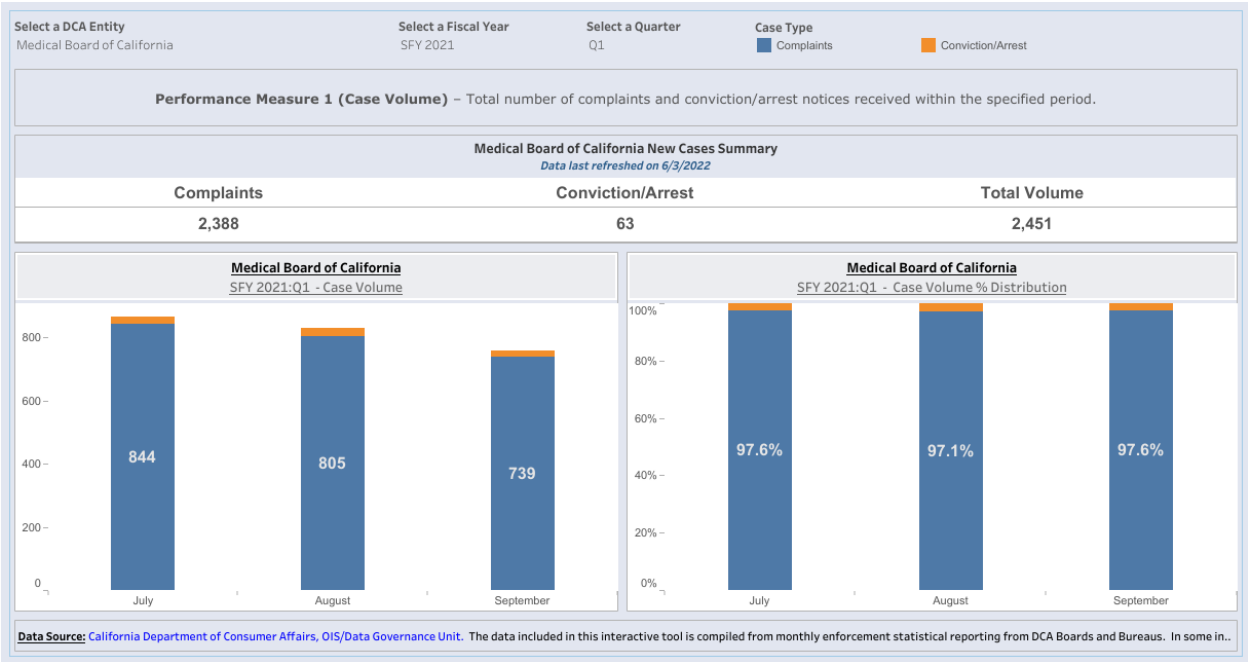 Select a DCA Entity Select a Fiscal Year Select a Quarter Case Type
Medical Board of California SFY 2021 Q1 Complaints Conviction/Arrest
Performance Measure 1 (Case Volume) – Total number of complaints and conviction/arrest notices received within the specified period.
Medical Board of California New Cases Summary
Data last refreshed on 6/3/2022
Complaints Conviction/Arrest Total Volume
2,388 63 2,451
Medical Board of California
SFY 2021:Q1 - Case Volume
800
600
400
200
0
844
805
739
July August September
Medical Board of California
SFY 2021:Q1 - Case Volume % Distribution
100%
80%
60%
40%
20%
0%
97.6%
97.1%
97.6%
July August September
Data Source: California Department of Consumer Affairs, OIS/Data Governance Unit. The data included in this interactive tool is compiled from monthly enforcement statistical reporting from DCA Boards and Bureaus. In some in..